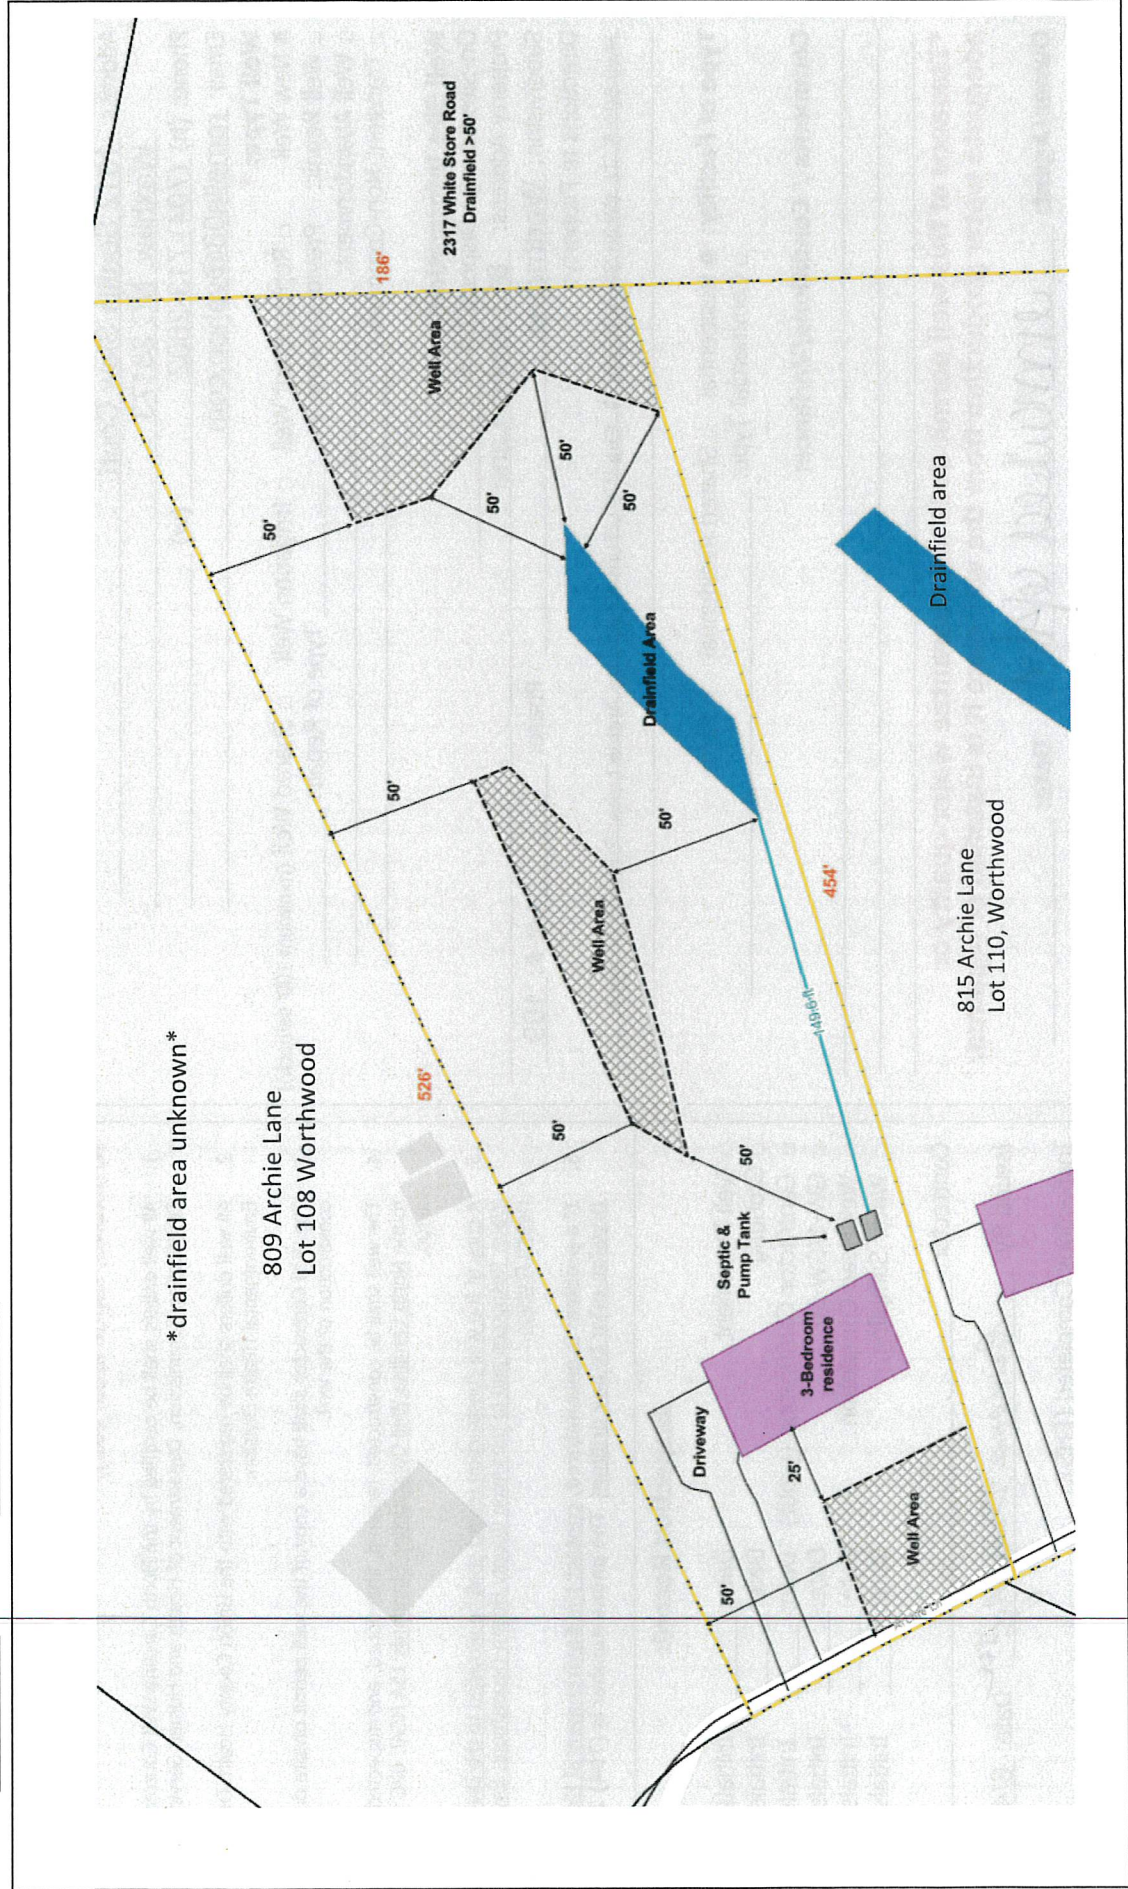 *drainfield area unknown*
809 Archie Lane
Lot 108 Worthwood
526'
186'
2317 White Store Road
Drainfield >50'
Well Area
50'
50'
50'
50'
50'
Drainfield Area
50'
Well Area
50'
50'
Septic &
Pump Tank
149.6 ft
454'
3-Bedroom
residence
Driveway
25'
50'
Well Area
Drainfield area
815 Archie Lane
Lot 110, Worthwood